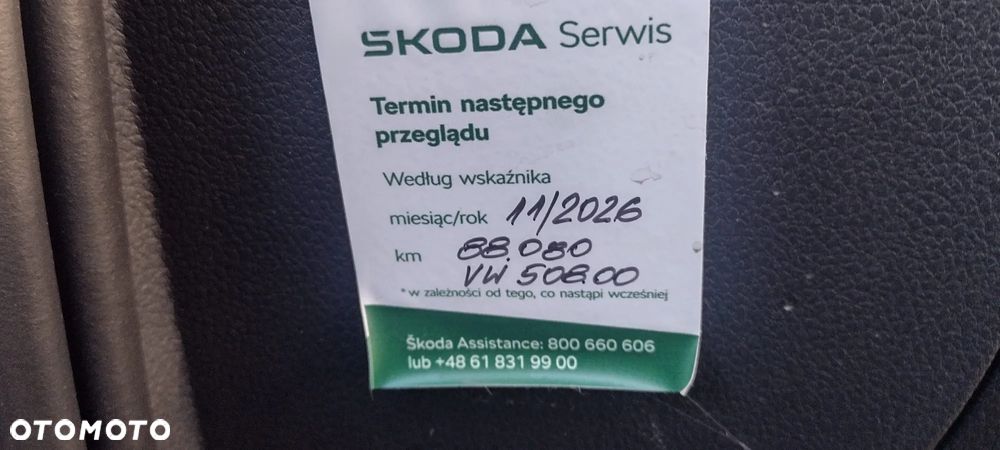 ŠKODA Serwis
Termin następnego
przeglądu
Według wskaźnika
miesiąc/rok 11/2026
km 88.080
VW 508.00
*w zależności od tego, co nastąpi wcześniej
Škoda Assistance: 800 660 606
lub +48 61 831 99 00
OTOMOTO